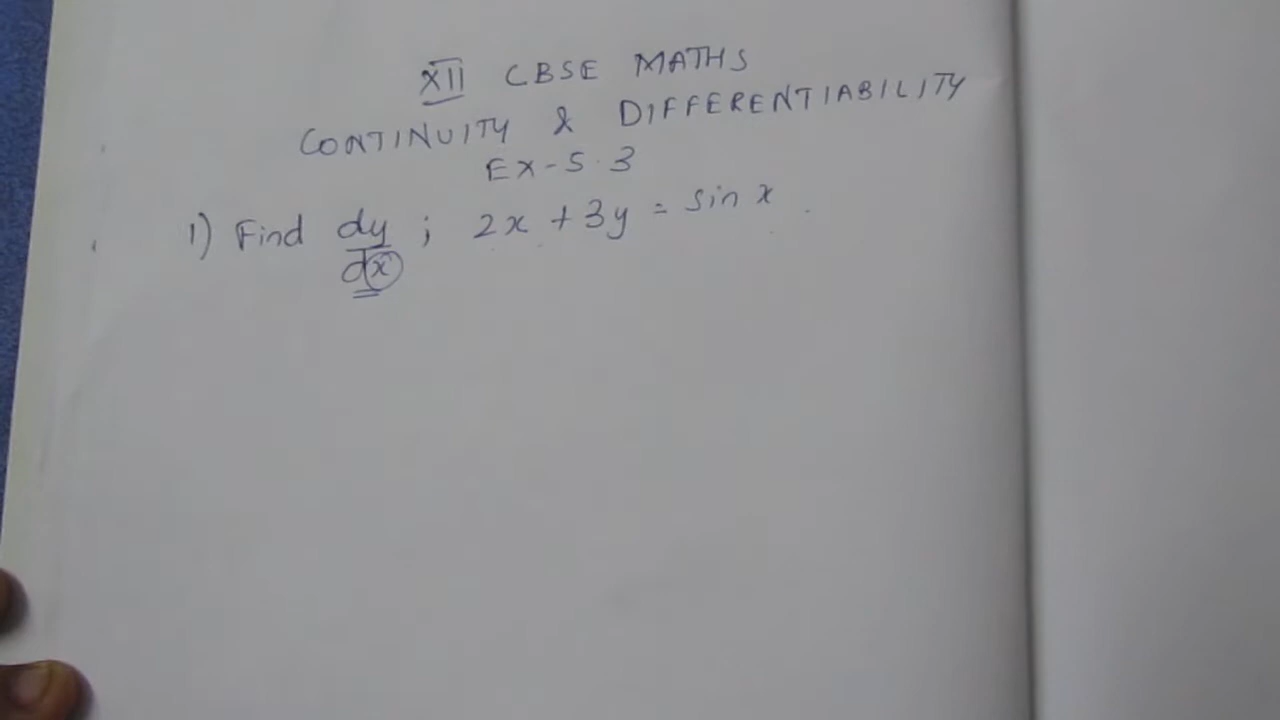 XII CBSE MATHS
CONTINUITY & DIFFERENTIABILITY
EX-5.3
1) Find dy/dx ; 2x + 3y = sin x